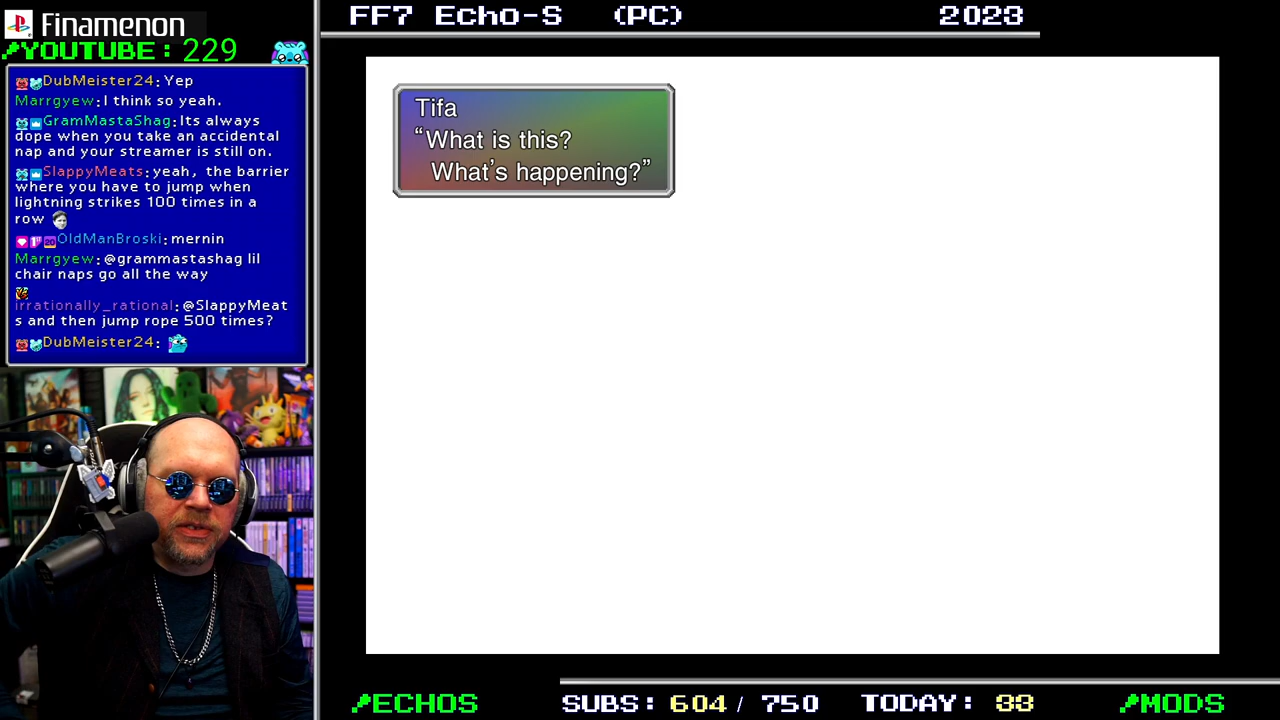 Finamenon
FF7 Echo-S (PC) 2023
/YOUTUBE: 229
DubMeister24: Yep
Marrgyew: I think so yeah.
GramMastaShag: Its always
dope when you take an accidental
nap and your streamer is still on.
SlappyMeats: yeah, the barrier
where you have to jump when
lightning strikes 100 times in a
row
OldManBroski: mernin
Marrgyew: @grammastashag lil
chair naps go all the way
irrationally_rational: @SlappyMeat
s and then jump rope 500 times?
DubMeister24:
Tifa
“What is this?
What's happening?”
/ECHOS SUBS: 604/ 750 TODAY: 33 /MODS